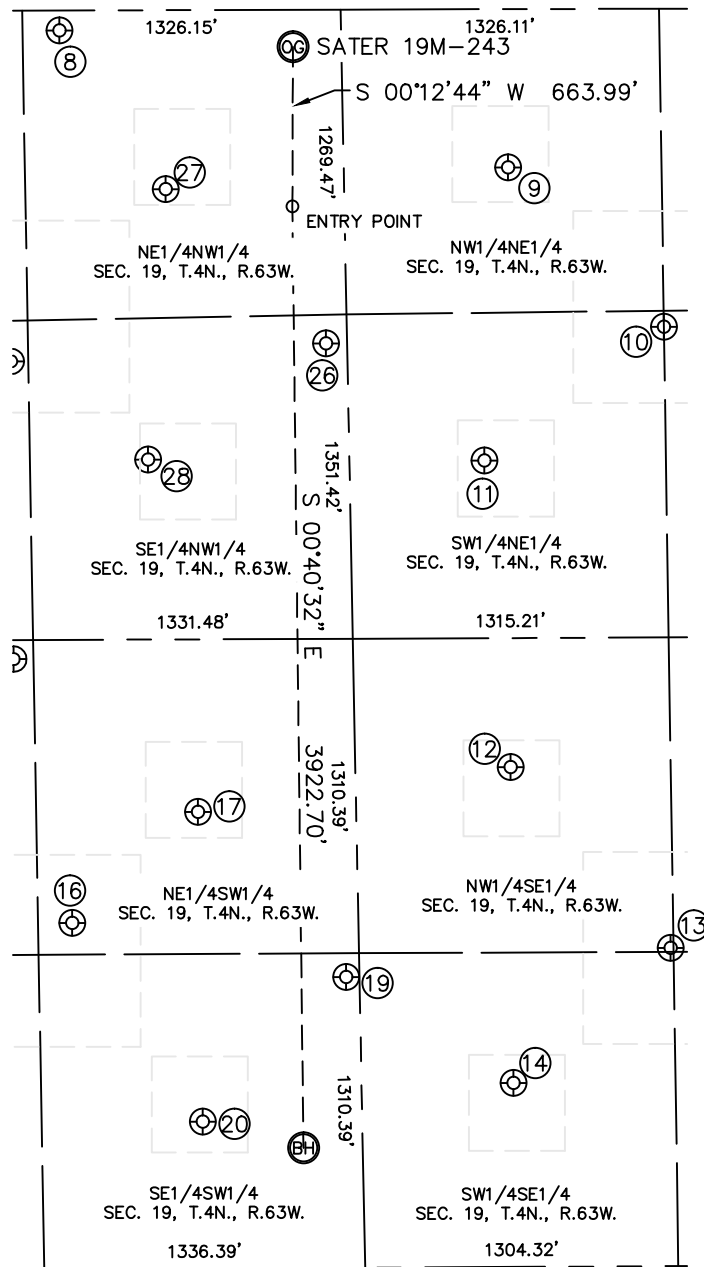 1326.15'
1326.11'
OG
SATER 19M-243
8
S 00°12'44" W 663.99'
1269.47'
27
9
ENTRY POINT
NE1/4NW1/4
SEC. 19, T.4N., R.63W.
NW1/4NE1/4
SEC. 19, T.4N., R.63W.
10
26
1351.42'
28
11
S 00°40'32" E 3922.70'
SE1/4NW1/4
SEC. 19, T.4N., R.63W.
SW1/4NE1/4
SEC. 19, T.4N., R.63W.
1331.48'
1315.21'
12
1310.39'
17
16
NE1/4SW1/4
SEC. 19, T.4N., R.63W.
NW1/4SE1/4
SEC. 19, T.4N., R.63W.
13
19
14
1310.39'
20
BH
SE1/4SW1/4
SEC. 19, T.4N., R.63W.
SW1/4SE1/4
SEC. 19, T.4N., R.63W.
1336.39'
1304.32'